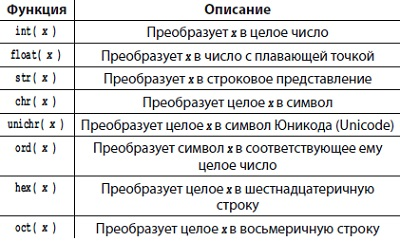 Функция Описание
int( x ) Преобразует x в целое число
float( x ) Преобразует x в число с плавающей точкой
str( x ) Преобразует x в строковое представление
chr( x ) Преобразует целое x в символ
unichr( x ) Преобразует целое x в символ Юникода (Unicode)
ord( x ) Преобразует символ x в соответствующее ему
целое число
hex( x ) Преобразует целое x в шестнадцатеричную
строку
oct( x ) Преобразует целое x в восьмеричную строку